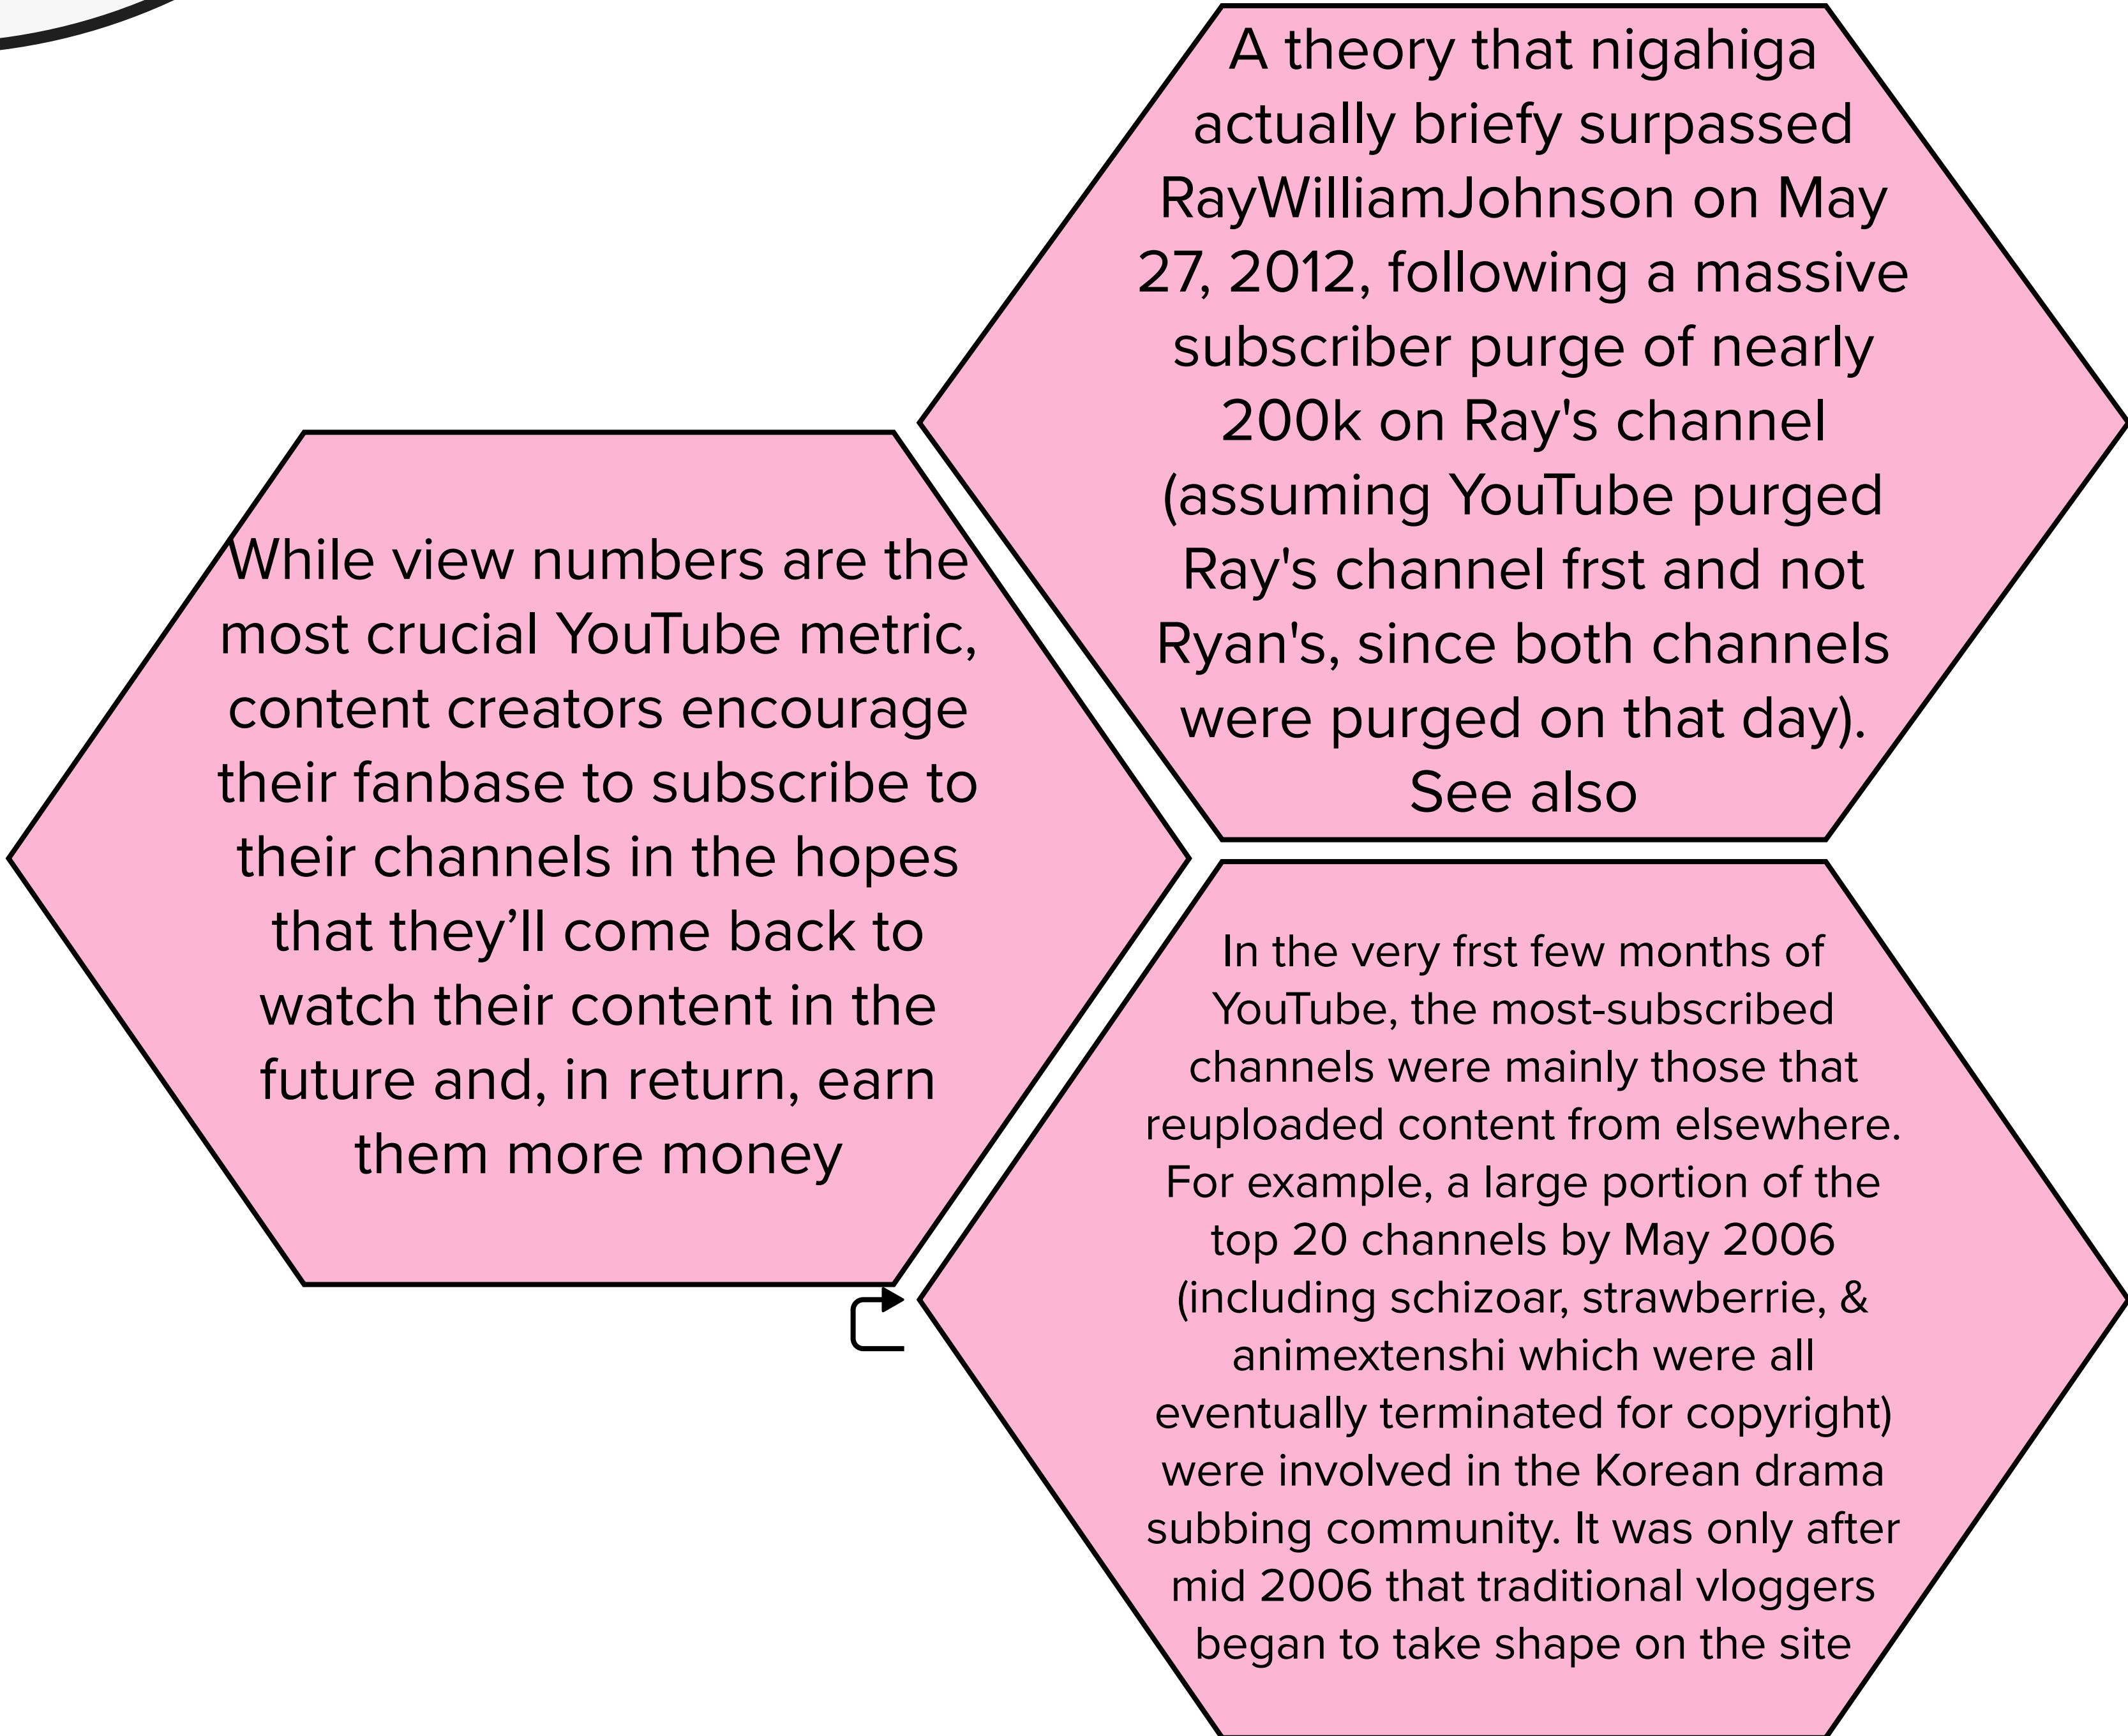 A theory that nigahiga
actually briefy surpassed
RayWilliamJohnson on May
27, 2012, following a massive
subscriber purge of nearly
200k on Ray's channel
(assuming YouTube purged
Ray's channel frst and not
Ryan's, since both channels
were purged on that day).
See also
While view numbers are the
most crucial YouTube metric,
content creators encourage
their fanbase to subscribe to
their channels in the hopes
that they’ll come back to
watch their content in the
future and, in return, earn
them more money
In the very frst few months of
YouTube, the most-subscribed
channels were mainly those that
reuploaded content from elsewhere.
For example, a large portion of the
top 20 channels by May 2006
(including schizoar, strawberrie, &
animextenshi which were all
eventually terminated for copyright)
were involved in the Korean drama
subbing community. It was only after
mid 2006 that traditional vloggers
began to take shape on the site